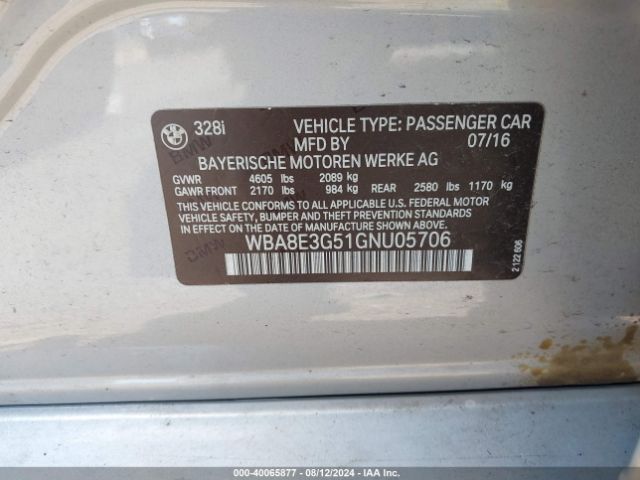 BMW
328i VEHICLE TYPE: PASSENGER CAR
MFD BY 07/16
BAYERISCHE MOTOREN WERKE AG
GVWR 4605 lbs 2089 kg
GAWR FRONT 2170 lbs 984 kg REAR 2580 lbs 1170 kg
THIS VEHICLE CONFORMS TO ALL APPLICABLE U.S. FEDERAL MOTOR
VEHICLE SAFETY, BUMPER, AND THEFT PREVENTION STANDARDS
IN EFFECT ON THE DATE OF MANUFACTURE SHOWN ABOVE.
WBA8E3G51GNU05706
2 122 606
000-40065877 - 08/12/2024 - IAA Inc.